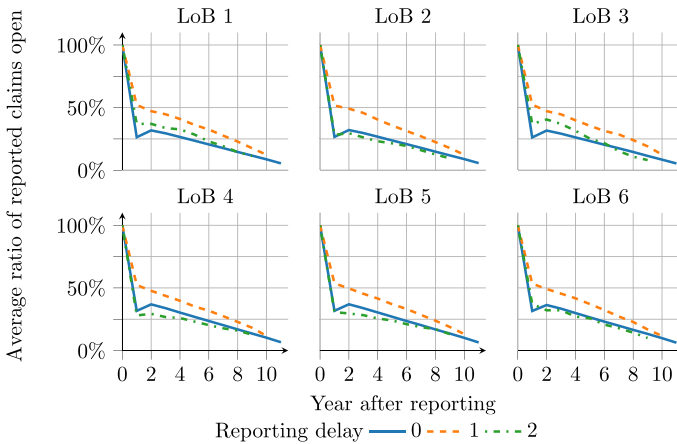 LoB 1 LoB 2 LoB 3
100%
50%
0%
LoB 4 LoB 5 LoB 6
100%
50%
0%
0 2 4 6 8 10 0 2 4 6 8 10 0 2 4 6 8 10
Average ratio of reported claims open
Year after reporting
Reporting delay 0 1 2